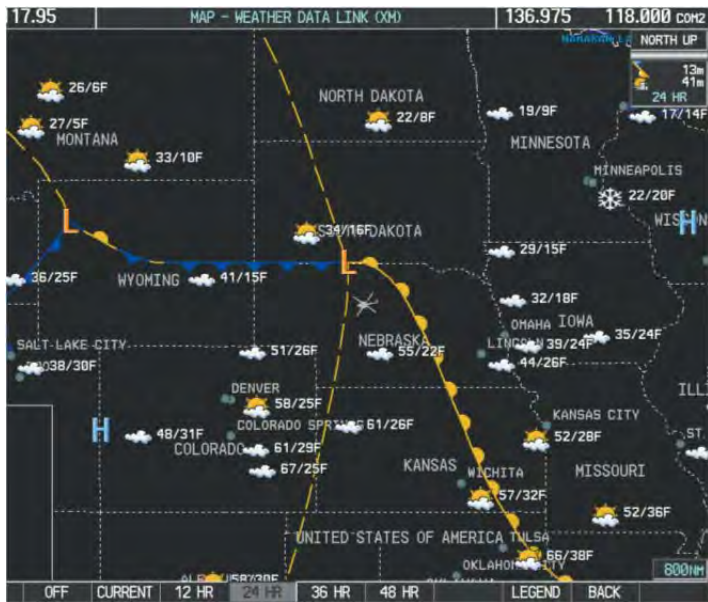 117.95
MAP - WEATHER DATA LINK (XM)
136.975
118.000 COM2
NORTH UP
13m
41m
24 HR
26/6F
NORTH DAKOTA
27/5F
22/8F
19/9F
17/14F
MONTANA
MINNESOTA
33/10F
MINNEAPOLIS
22/20F
L
34/16F
H
29/15F
L
36/25F
WYOMING
41/15F
32/18F
OMAHA
IOWA
35/24F
SALT LAKE CITY
NEBRASKA
39/24F
38/30F
51/26F
55/22F
44/26F
DENVER
58/25F
KANSAS CITY
H
48/31F
COLORADO SPRI
61/26F
52/28F
COLORADO
61/29F
KANSAS
ST
67/25F
WICHITA
MISSOURI
57/32F
52/36F
UNITED STATES OF AMERICA
TULSA
66/38F
800NM
OFF
CURRENT
12 HR
24 HR
36 HR
48 HR
LEGEND
BACK